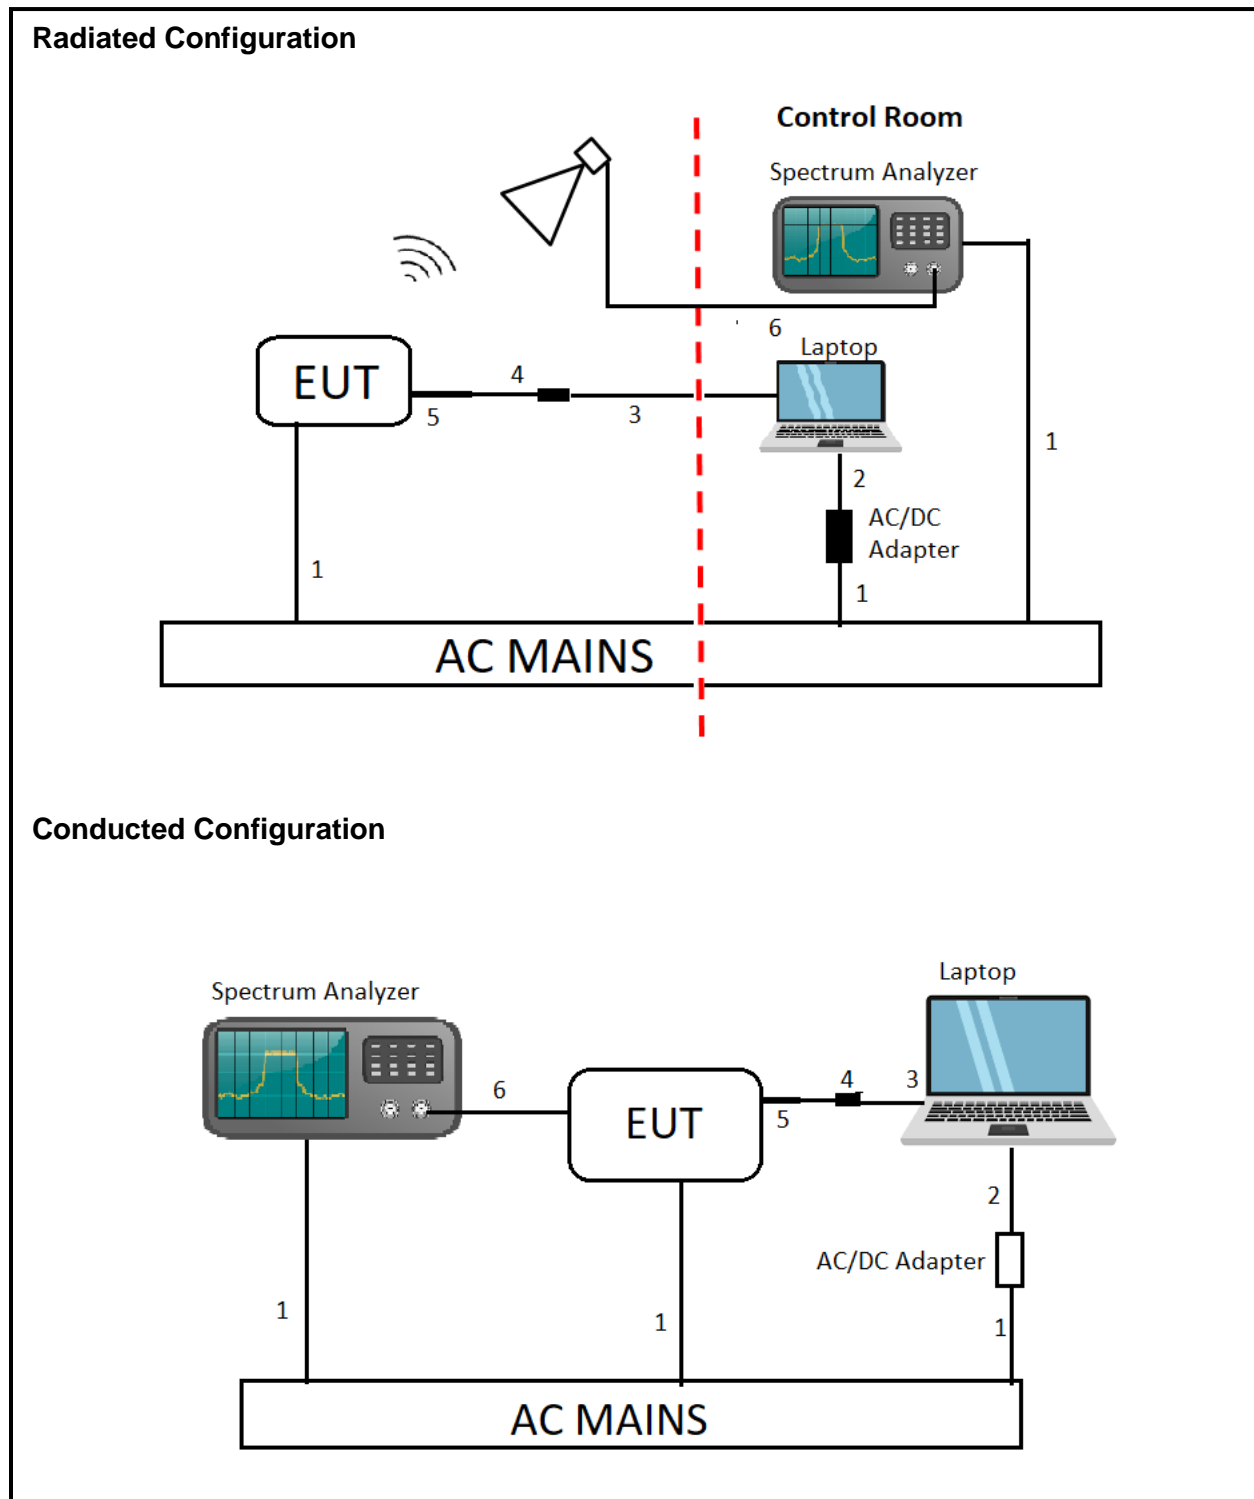 Radiated Configuration
Control Room
Spectrum Analyzer
6
Laptop
EUT
4
5
3
1
2
AC/DC
Adapter
1
1
AC MAINS
Conducted Configuration
Laptop
Spectrum Analyzer
6
EUT
4
3
5
2
AC/DC Adapter
1
1
1
AC MAINS